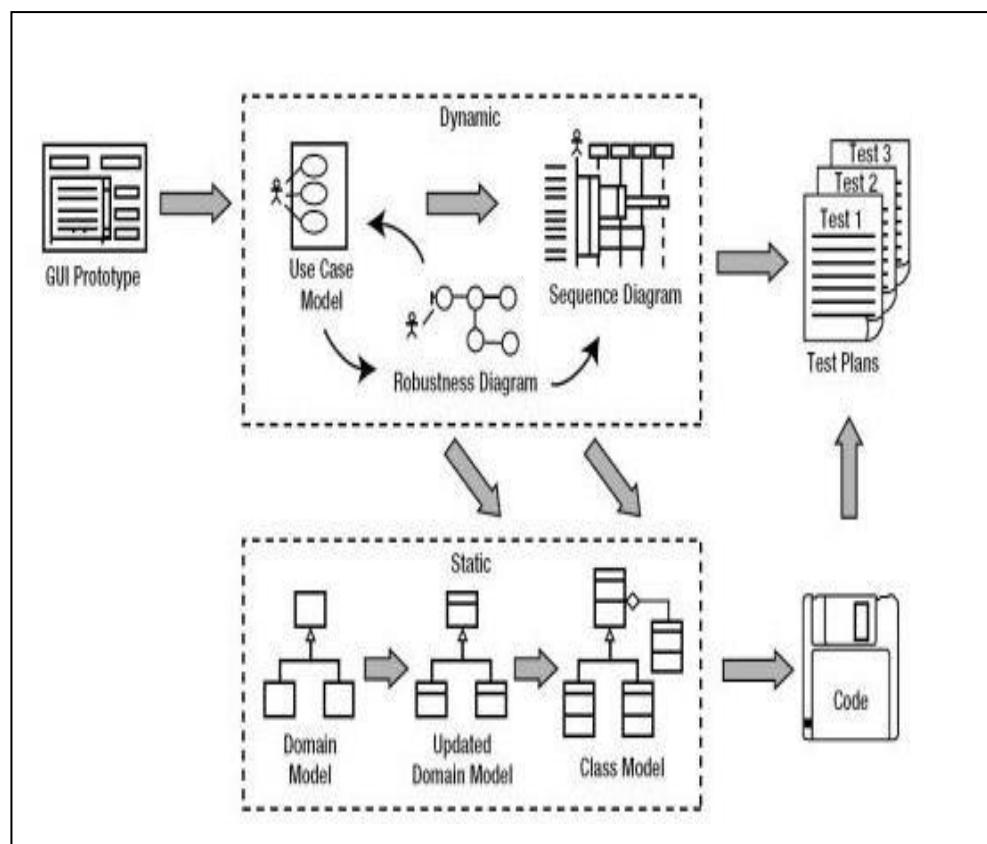 Dynamic
GUI Prototype
Use Case
Model
Robustness Diagram
Sequence Diagram
Test 3
Test 2
Test 1
Test Plans
Static
Domain
Model
Updated
Domain Model
Class Model
Code